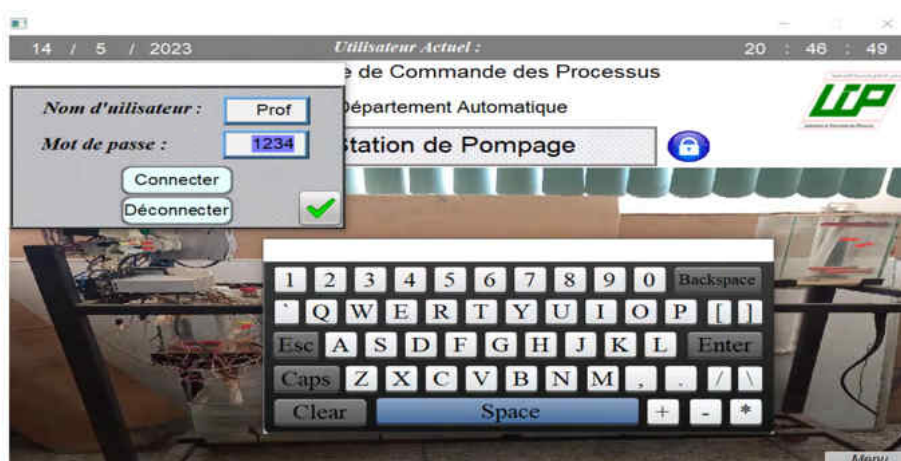 14 / 5 / 2023 Utilisateur Actuel : 20 : 46 : 49
e de Commande des Processus
Département Automatique
Station de Pompage
LCP
Nom d'uilisateur : Prof
Mot de passe : 1234
Connecter
Déconnecter
1 2 3 4 5 6 7 8 9 0 Backspace
` Q W E R T Y U I O P [ ]
Esc A S D F G H J K L Enter
Caps Z X C V B N M , . / \
Clear Space + - *
Menu